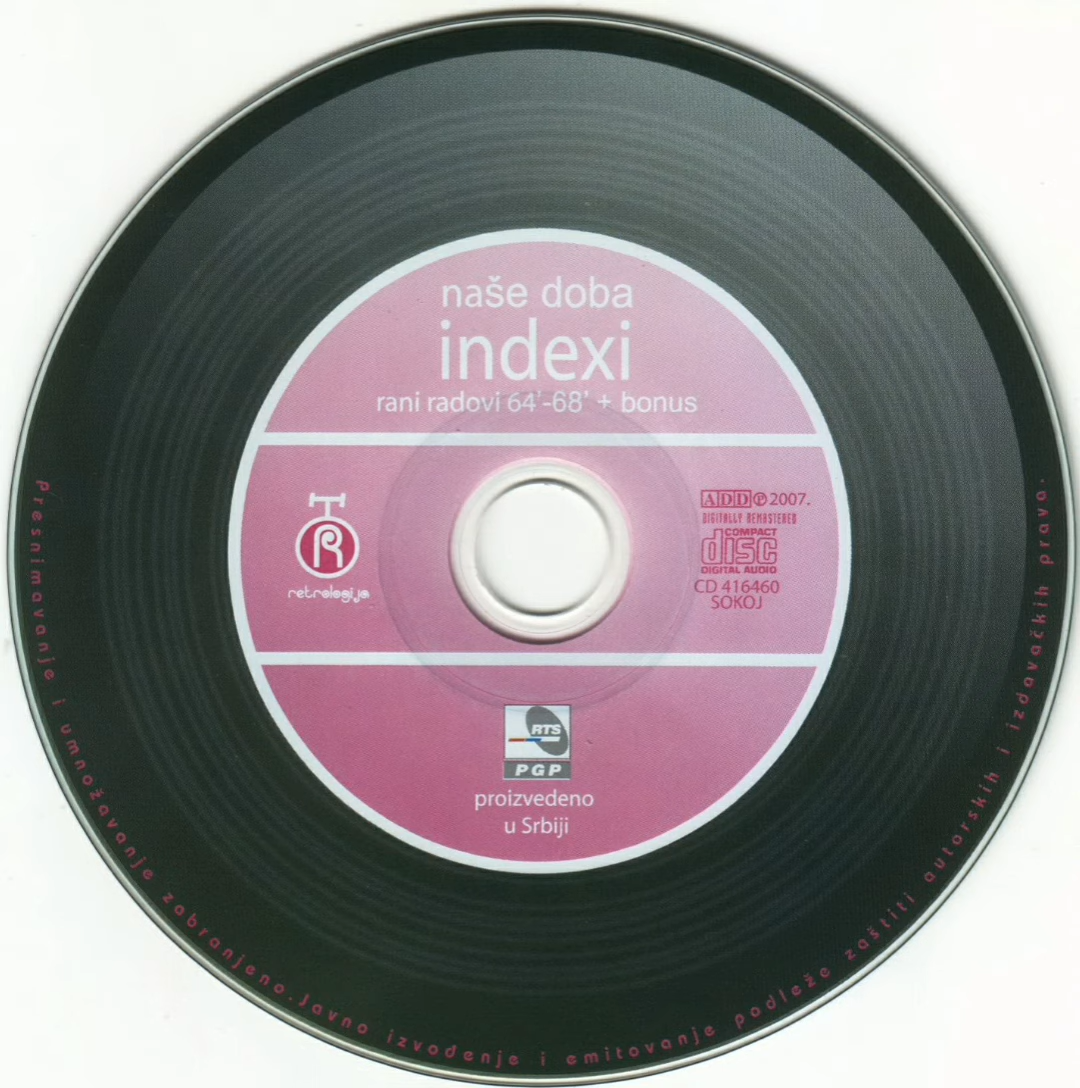 naše doba
indexi
rani radovi 64'-68' + bonus
R
retrologija
ADD ℗ 2007.
DIGITALLY REMASTERED
COMPACT
disc
DIGITAL AUDIO
CD 416460
SOKOJ
RTS
PGP
proizvedeno
u Srbiji
Presnimavanje i umnožavanje zabranjeno. Javno izvođenje i emitovanje podleže zaštiti autorskih i izdavačkih prava.